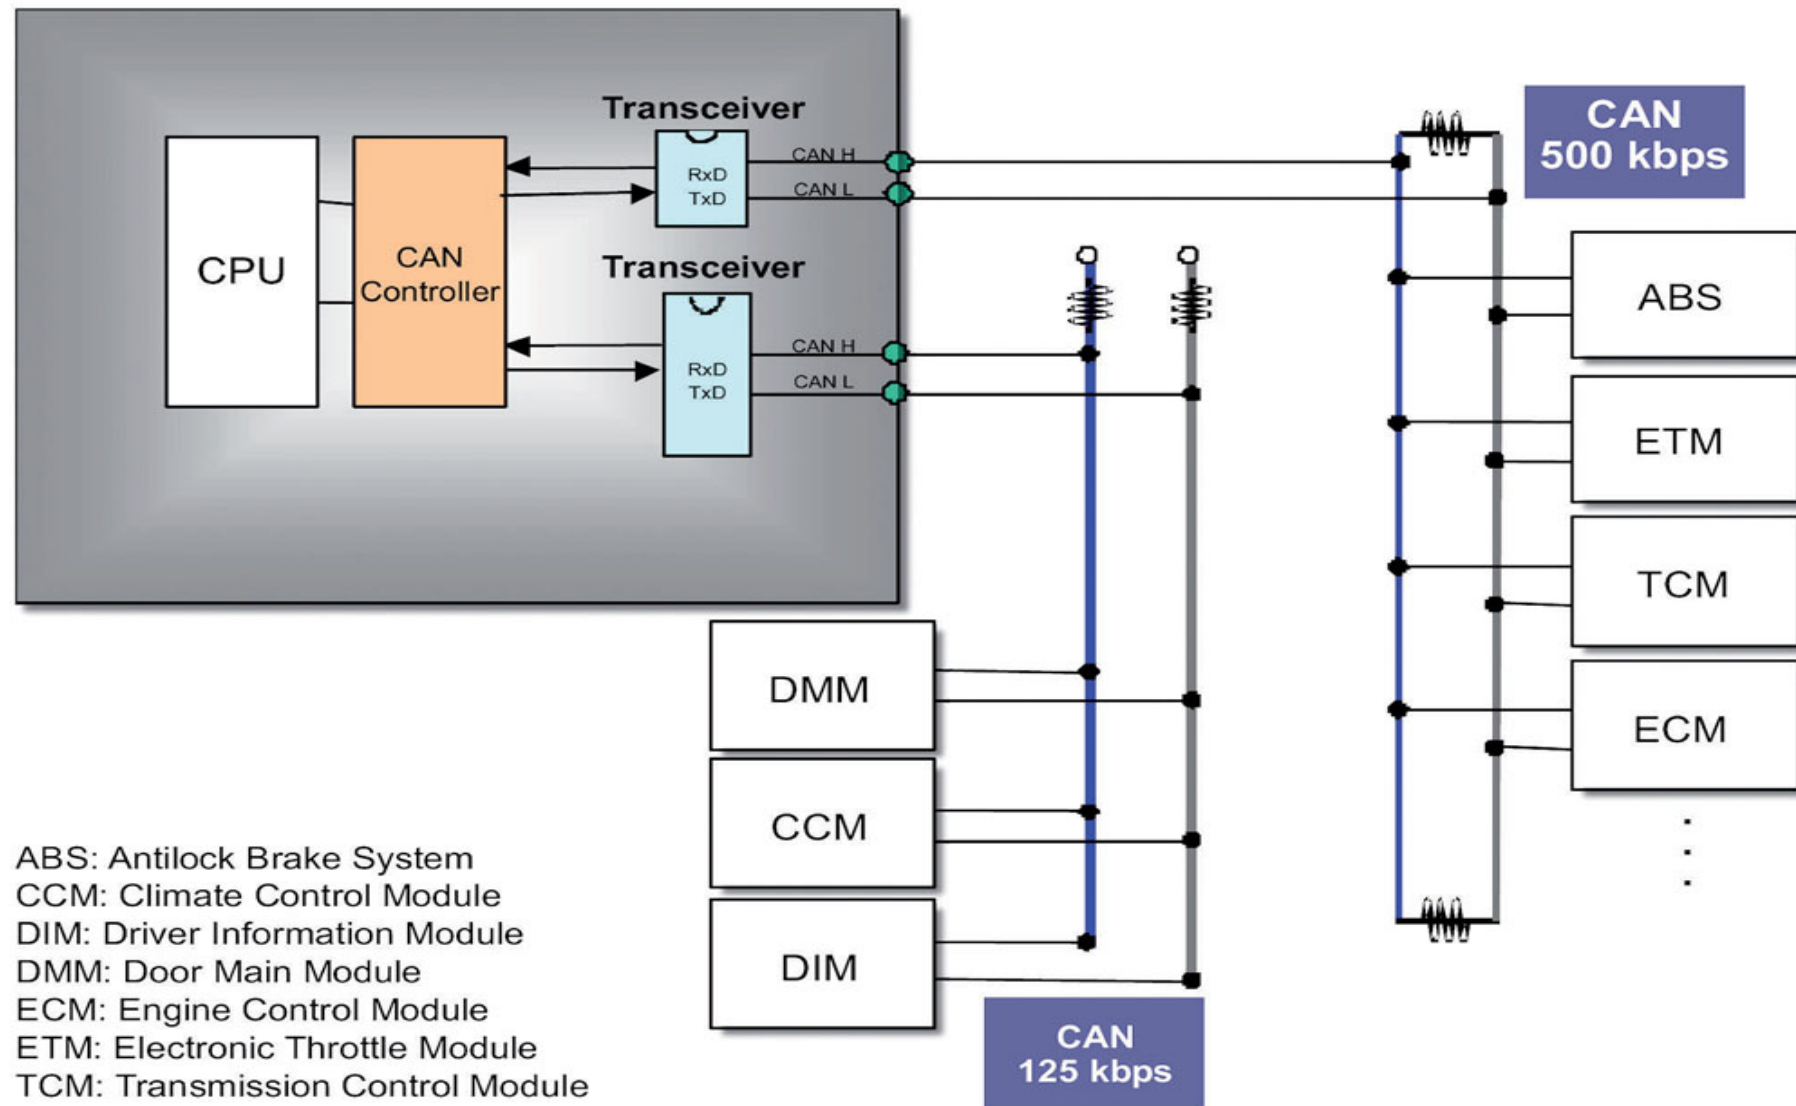 Transceiver
CAN
500 kbps
CAN H
RxD
CAN L
TxD
CPU
CAN
Controller
Transceiver
ABS
CAN H
RxD
CAN L
TxD
ETM
TCM
DMM
ECM
CCM
DIM
CAN
125 kbps
ABS: Antilock Brake System
CCM: Climate Control Module
DIM: Driver Information Module
DMM: Door Main Module
ECM: Engine Control Module
ETM: Electronic Throttle Module
TCM: Transmission Control Module